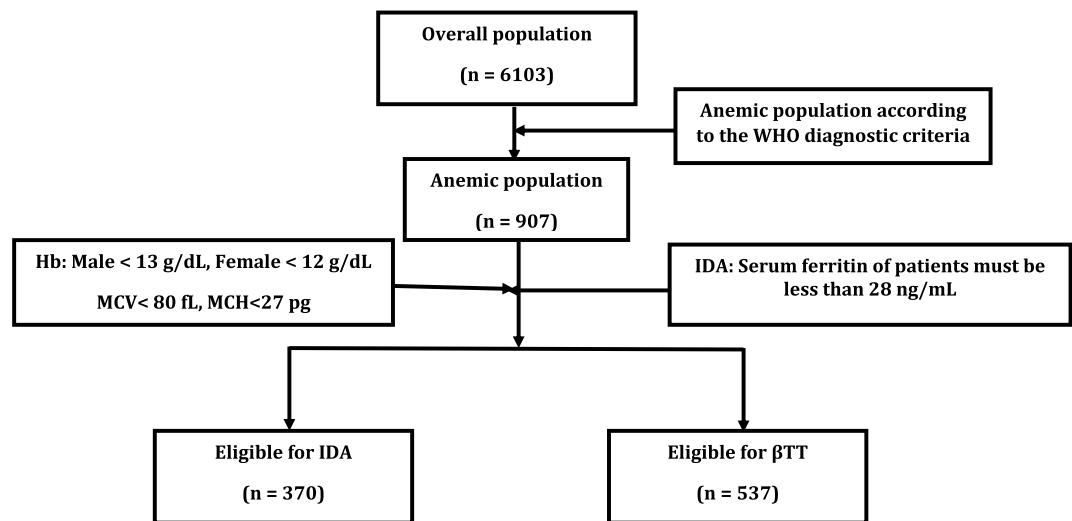 Overall population
(n = 6103)
Anemic population according
to the WHO diagnostic criteria
Anemic population
(n = 907)
Hb: Male < 13 g/dL, Female < 12 g/dL
MCV< 80 fL, MCH<27 pg
IDA: Serum ferritin of patients must be
less than 28 ng/mL
Eligible for IDA
(n = 370)
Eligible for βTT
(n = 537)